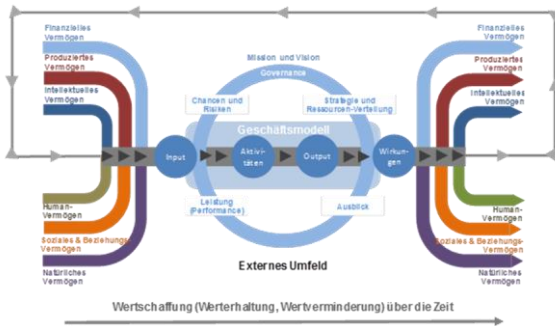 Finanzielles
Vermögen
Produziertes
Vermögen
Intellektuelles
Vermögen
Human-
Vermögen
Soziales & Beziehungs-
Vermögen
Natürliches
Vermögen
Mission und Vision
Governance
Chancen und
Risiken
Strategie und
Ressourcen-Verteilung
Geschäftsmodell
Input
Aktivi-
täten
Output
Wirkun-
gen
Leistung
(Performance)
Ausblick
Externes Umfeld
Finanzielles
Vermögen
Produziertes
Vermögen
Intellektuelles
Vermögen
Human-
Vermögen
Soziales & Beziehungs-
Vermögen
Natürliches
Vermögen
Wertschaffung (Werterhaltung, Wertverminderung) über die Zeit